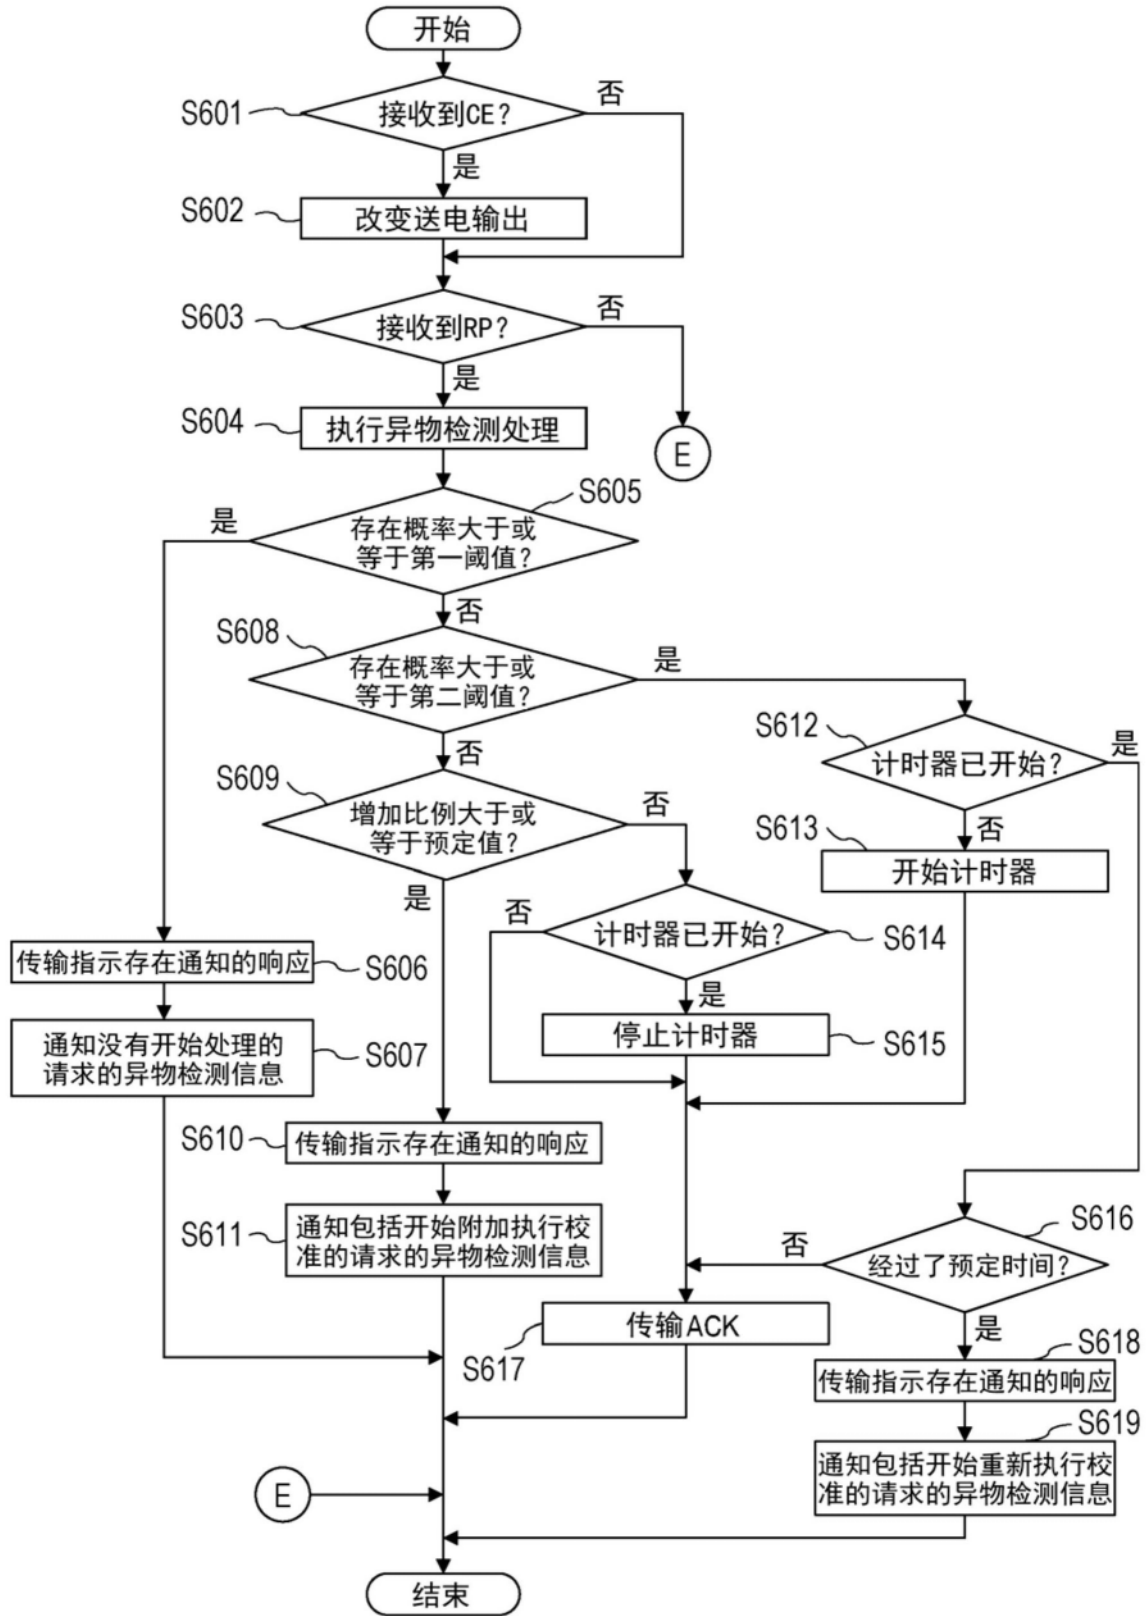 开始
S601
接收到CE?
否
是
S602
改变送电输出
S603
接收到RP?
否
是
S604
执行异物检测处理
E
S605
是
存在概率大于或
等于第一阈值?
否
S608
存在概率大于或
等于第二阈值?
是
否
S612
计时器已开始?
是
S609
增加比例大于或
等于预定值?
否
是
否
S613
开始计时器
否
计时器已开始?
S614
是
传输指示存在通知的响应
S606
停止计时器
S615
通知没有开始处理的
请求的异物检测信息
S607
S610
传输指示存在通知的响应
S611
通知包括开始附加执行校
准的请求的异物检测信息
S616
否
经过了预定时间?
是
传输ACK
S617
S618
传输指示存在通知的响应
S619
通知包括开始重新执行校
准的请求的异物检测信息
E
结束